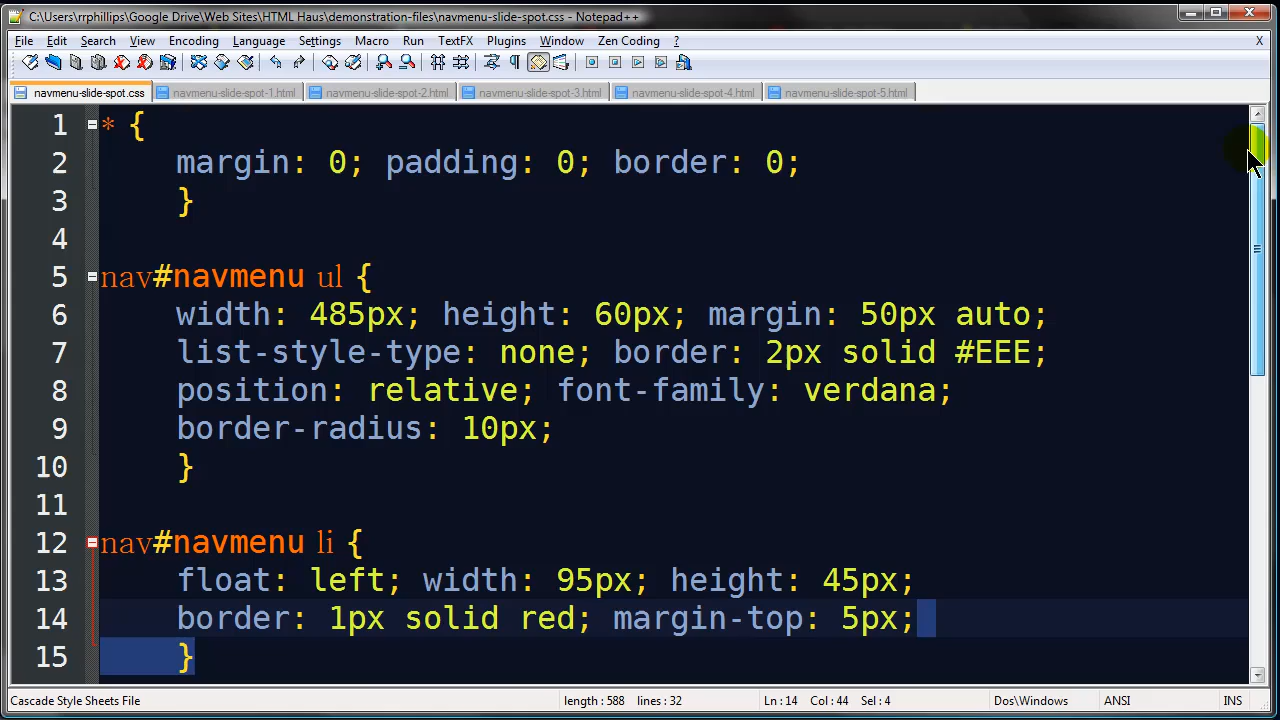 C:\Users\rrphillips\Google Drive\Web Sites\HTML Haus\demonstration-files\navmenu-slide-spot.css - Notepad++
File Edit Search View Encoding Language Settings Macro Run TextFX Plugins Window Zen Coding ? X
navmenu-slide-spot.css navmenu-slide-spot-1.html navmenu-slide-spot-2.html navmenu-slide-spot-3.html navmenu-slide-spot-4.html navmenu-slide-spot-5.html
1 * {
2 margin: 0; padding: 0; border: 0;
3 }
4
5 nav#navmenu ul {
6 width: 485px; height: 60px; margin: 50px auto;
7 list-style-type: none; border: 2px solid #EEE;
8 position: relative; font-family: verdana;
9 border-radius: 10px;
10 }
11
12 nav#navmenu li {
13 float: left; width: 95px; height: 45px;
14 border: 1px solid red; margin-top: 5px;
15 }
Cascade Style Sheets File length : 588 lines : 32 Ln : 14 Col : 44 Sel : 4 Dos\Windows ANSI INS